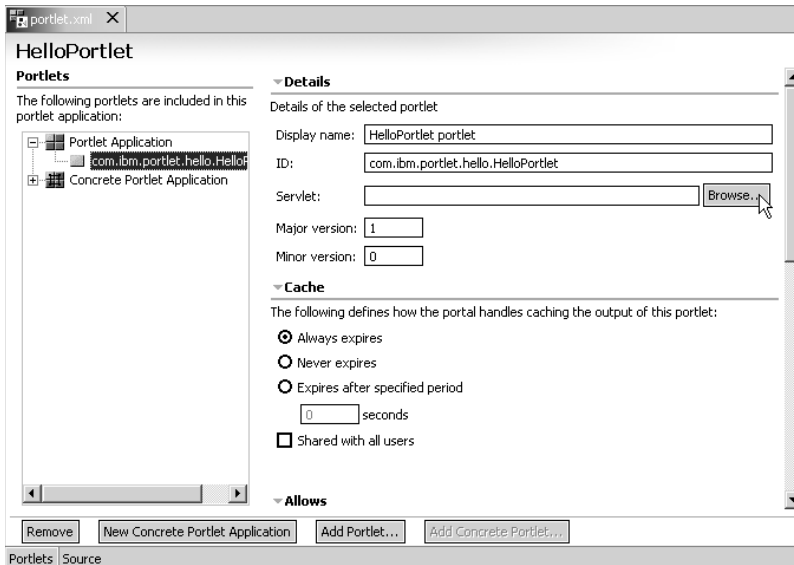 portlet.xml
HelloPortlet
Portlets
The following portlets are included in this
portlet application:
Portlet Application
com.ibm.portlet.hello.HelloP
Concrete Portlet Application
Details
Details of the selected portlet
Display name: HelloPortlet portlet
ID: com.ibm.portlet.hello.HelloPortlet
Servlet: Browse...
Major version: 1
Minor version: 0
Cache
The following defines how the portal handles caching the output of this portlet:
Always expires
Never expires
Expires after specified period
0 seconds
Shared with all users
Allows
Remove New Concrete Portlet Application Add Portlet... Add Concrete Portlet...
Portlets Source